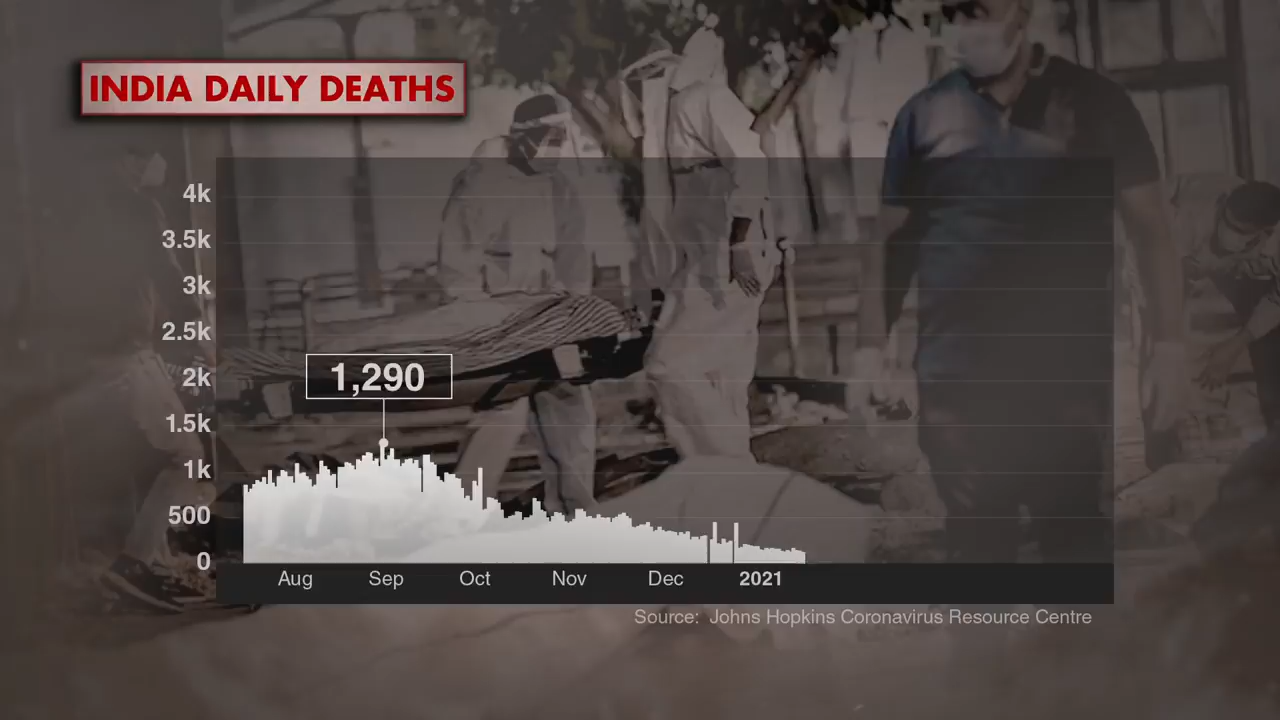 INDIA DAILY DEATHS
4k
3.5k
3k
2.5k
2k
1.5k
1k
500
0
1,290
Aug Sep Oct Nov Dec 2021
Source: Johns Hopkins Coronavirus Resource Centre